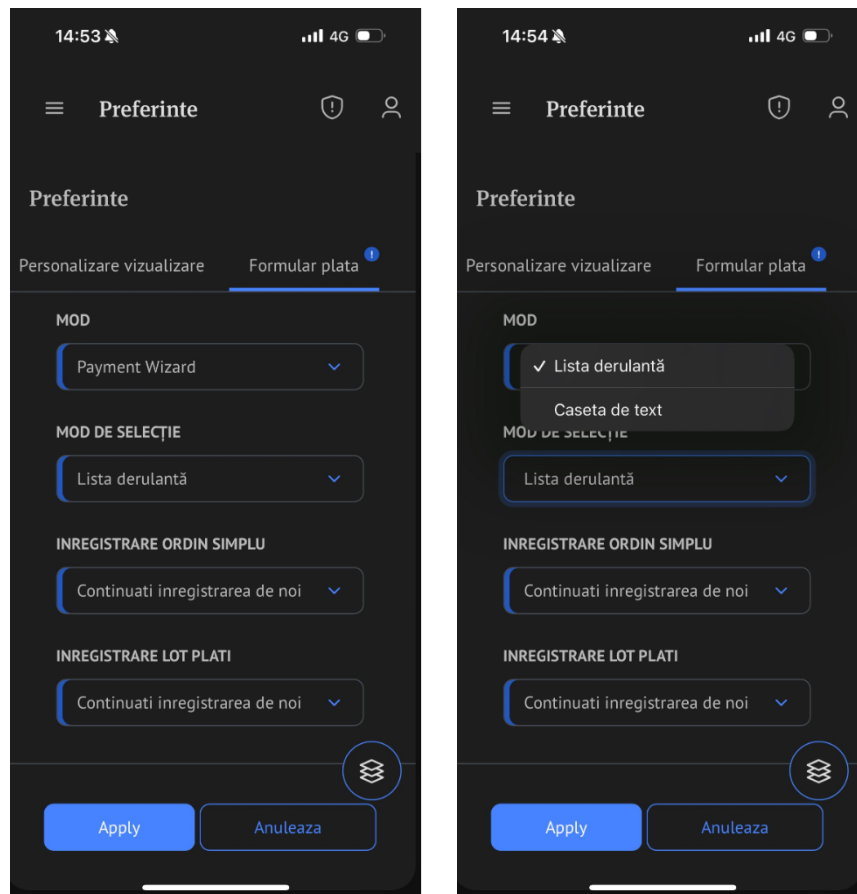 14:53
4G
Preferinte
Preferinte
Personalizare vizualizare
Formular plata
MOD
Payment Wizard
MOD DE SELECȚIE
Lista derulantă
INREGISTRARE ORDIN SIMPLU
Continuati inregistrarea de noi
INREGISTRARE LOT PLATI
Continuati inregistrarea de noi
Apply
Anuleaza
14:54
4G
Preferinte
Preferinte
Personalizare vizualizare
Formular plata
MOD
✓ Lista derulantă
Caseta de text
MOD DE SELECȚIE
Lista derulantă
INREGISTRARE ORDIN SIMPLU
Continuati inregistrarea de noi
INREGISTRARE LOT PLATI
Continuati inregistrarea de noi
Apply
Anuleaza